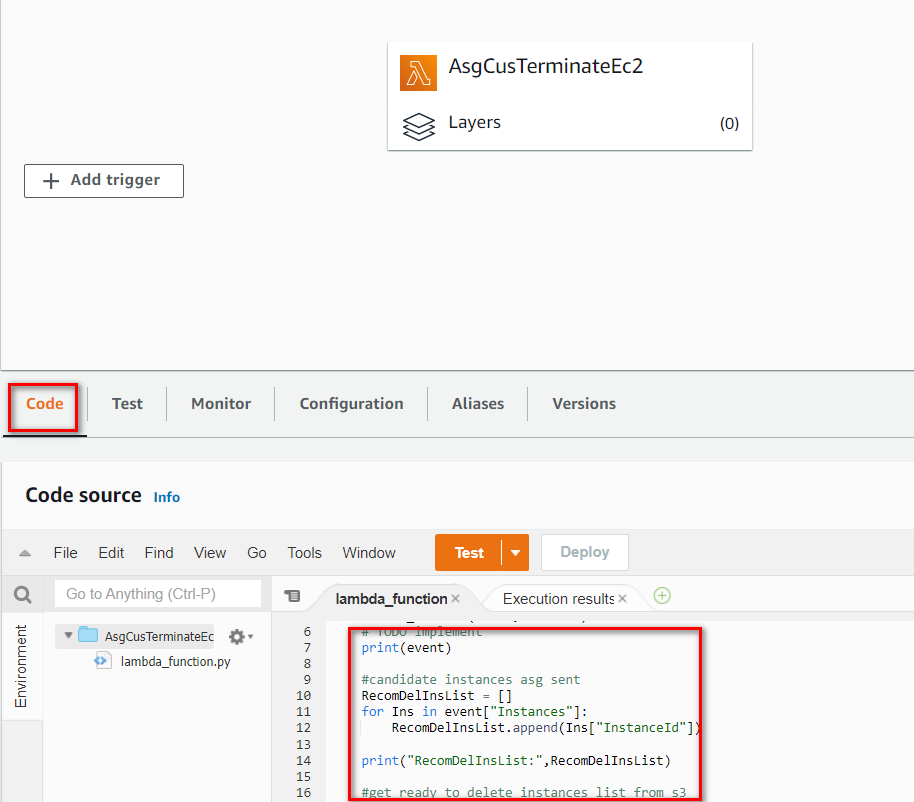 AsgCusTerminateEc2
Layers
(0)
Add trigger
Code
Test
Monitor
Configuration
Aliases
Versions
Code source
Info
File
Edit
Find
View
Go
Tools
Window
Test
Deploy
Go to Anything (Ctrl-P)
lambda_function
Execution results
Environment
AsgCusTerminateEc
lambda_function.py
6 # TODO implement
7 print(event)
8
9 #candidate instances asg sent
10 RecomDelInsList = []
11 for Ins in event["Instances"]:
12 RecomDelInsList.append(Ins["InstanceId"])
13
14 print("RecomDelInsList:",RecomDelInsList)
15
16 #get ready to delete instances list from s3